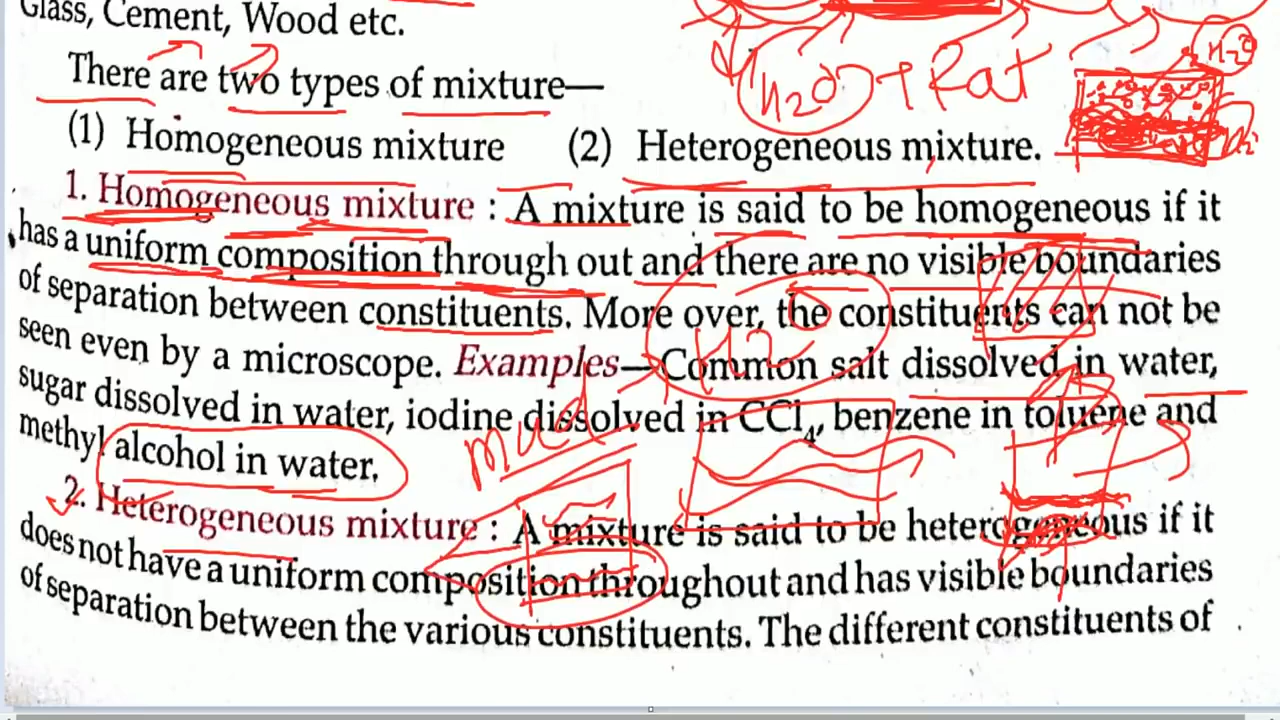 Glass, Cement, Wood etc.
H2O + Rat
H2O
There are two types of mixture—
(1) Homogeneous mixture (2) Heterogeneous mixture.
1. Homogeneous mixture : A mixture is said to be homogeneous if it
has a uniform composition through out and there are no visible boundaries
of separation between constituents. More over, the constituents can not be
seen even by a microscope. Examples—Common salt dissolved in water,
H2O
sugar dissolved in water, iodine dissolved in CCl4, benzene in toluene and
mud
methyl alcohol in water.
2. Heterogeneous mixture : A mixture is said to be heterogeneous if it
does not have a uniform composition throughout and has visible boundaries
of separation between the various constituents. The different constituents of